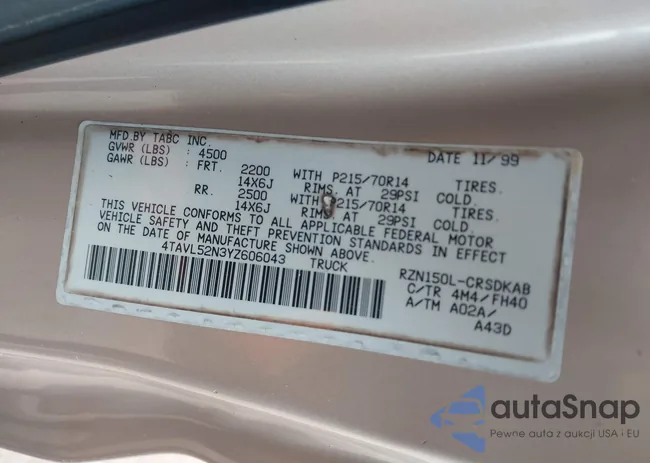 MFD BY TABC INC. DATE 11/99
GVWR (LBS) : 4500
GAWR (LBS) : FRT. 2200 WITH P215/70R14 TIRES.
14X6J RIMS, AT 29PSI COLD.
RR. 2500 WITH P215/70R14 TIRES.
14X6J RIMS, AT 29PSI COLD.
THIS VEHICLE CONFORMS TO ALL APPLICABLE FEDERAL MOTOR
VEHICLE SAFETY AND THEFT PREVENTION STANDARDS IN EFFECT
ON THE DATE OF MANUFACTURE SHOWN ABOVE.
4TAVL52N3YZ606043 TRUCK RZN150L-CRSDKAB
C/TR 4M4/FH40
A/TM A02A/
A43D
autaSnap
Pewne auta z aukcji USA i EU